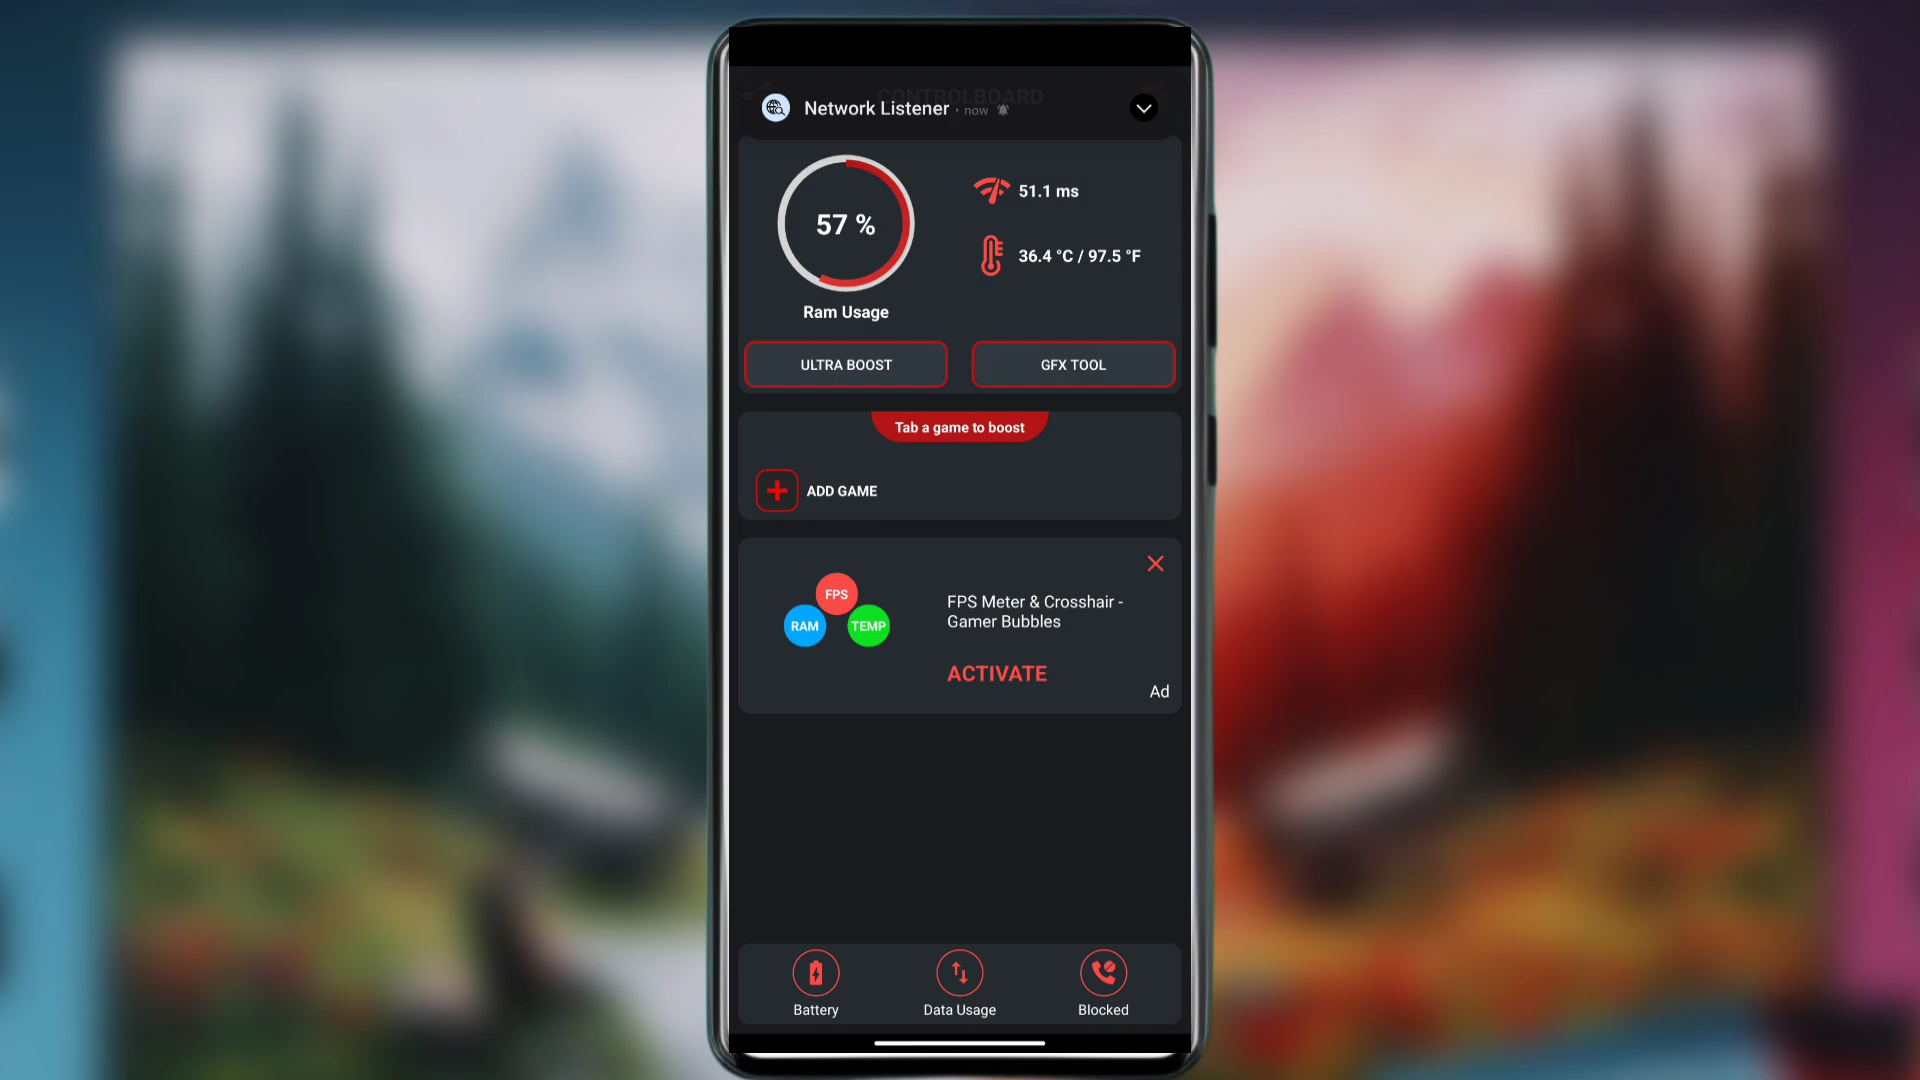 CONTROLBOARD
Network Listener • now
57 %
Ram Usage
51.1 ms
36.4 °C / 97.5 °F
ULTRA BOOST
GFX TOOL
Tab a game to boost
ADD GAME
FPS
RAM
TEMP
FPS Meter & Crosshair -
Gamer Bubbles
ACTIVATE
Ad
Battery
Data Usage
Blocked